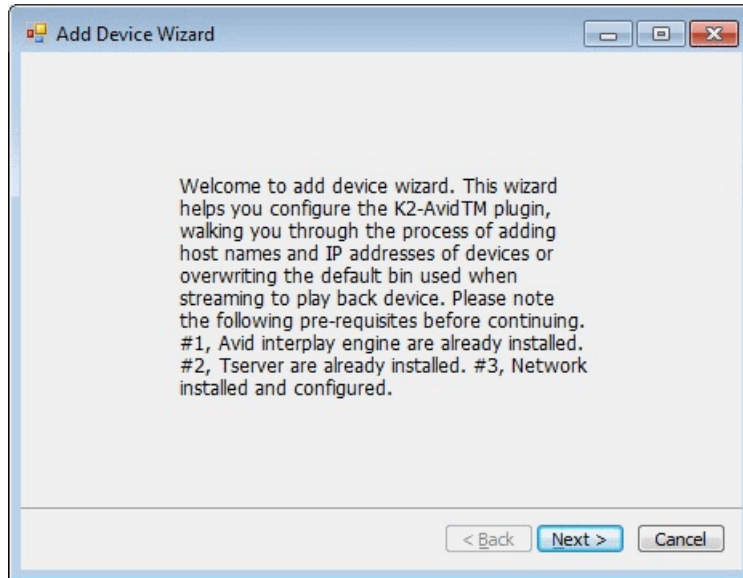 Add Device Wizard
Welcome to add device wizard. This wizard
helps you configure the K2-AvidTM plugin,
walking you through the process of adding
host names and IP addresses of devices or
overwriting the default bin used when
streaming to play back device. Please note
the following pre-requisites before continuing.
#1, Avid interplay engine are already installed.
#2, Tserver are already installed. #3, Network
installed and configured.
< Back Next > Cancel